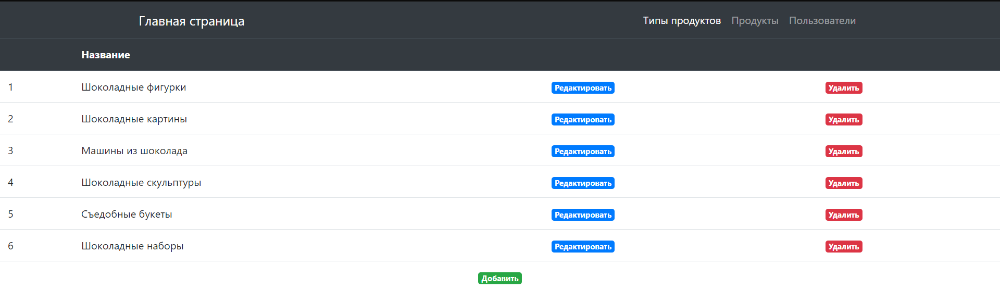 Главная страница Типы продуктов Продукты Пользователи
Название
1 Шоколадные фигурки Редактировать Удалить
2 Шоколадные картины Редактировать Удалить
3 Машины из шоколада Редактировать Удалить
4 Шоколадные скульптуры Редактировать Удалить
5 Съедобные букеты Редактировать Удалить
6 Шоколадные наборы Редактировать Удалить
Добавить